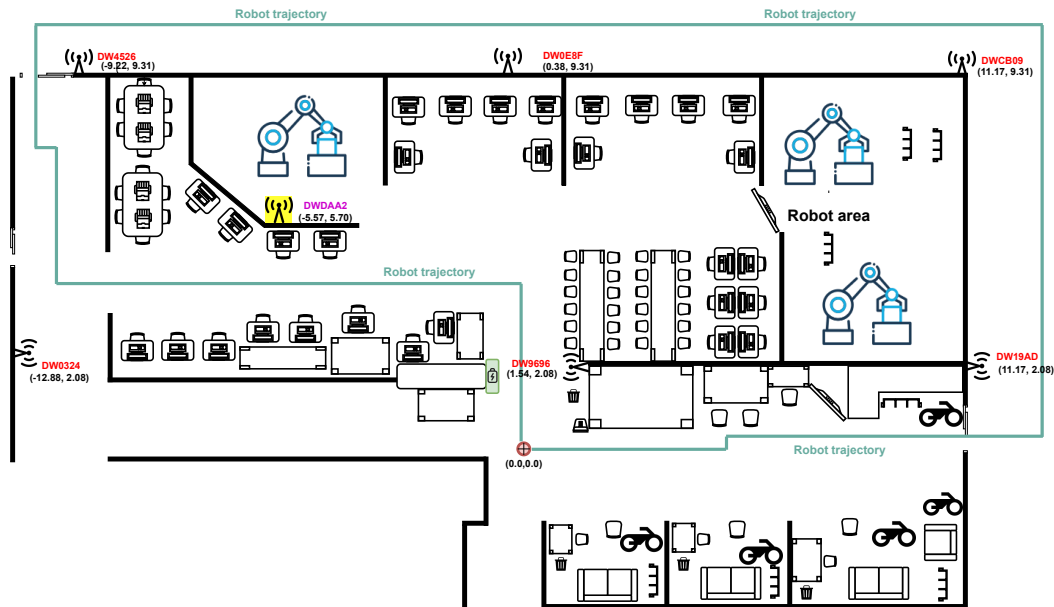 Robot trajectory
Robot trajectory
DW4526
(-9.22, 9.31)
DW0E8F
(0.38, 9.31)
DWCB09
(11.17, 9.31)
DWDAA2
(-5.57, 5.70)
Robot area
Robot trajectory
DW0324
(-12.88, 2.08)
DW9696
(1.54, 2.08)
DW19AD
(11.17, 2.08)
Robot trajectory
(0.0,0.0)